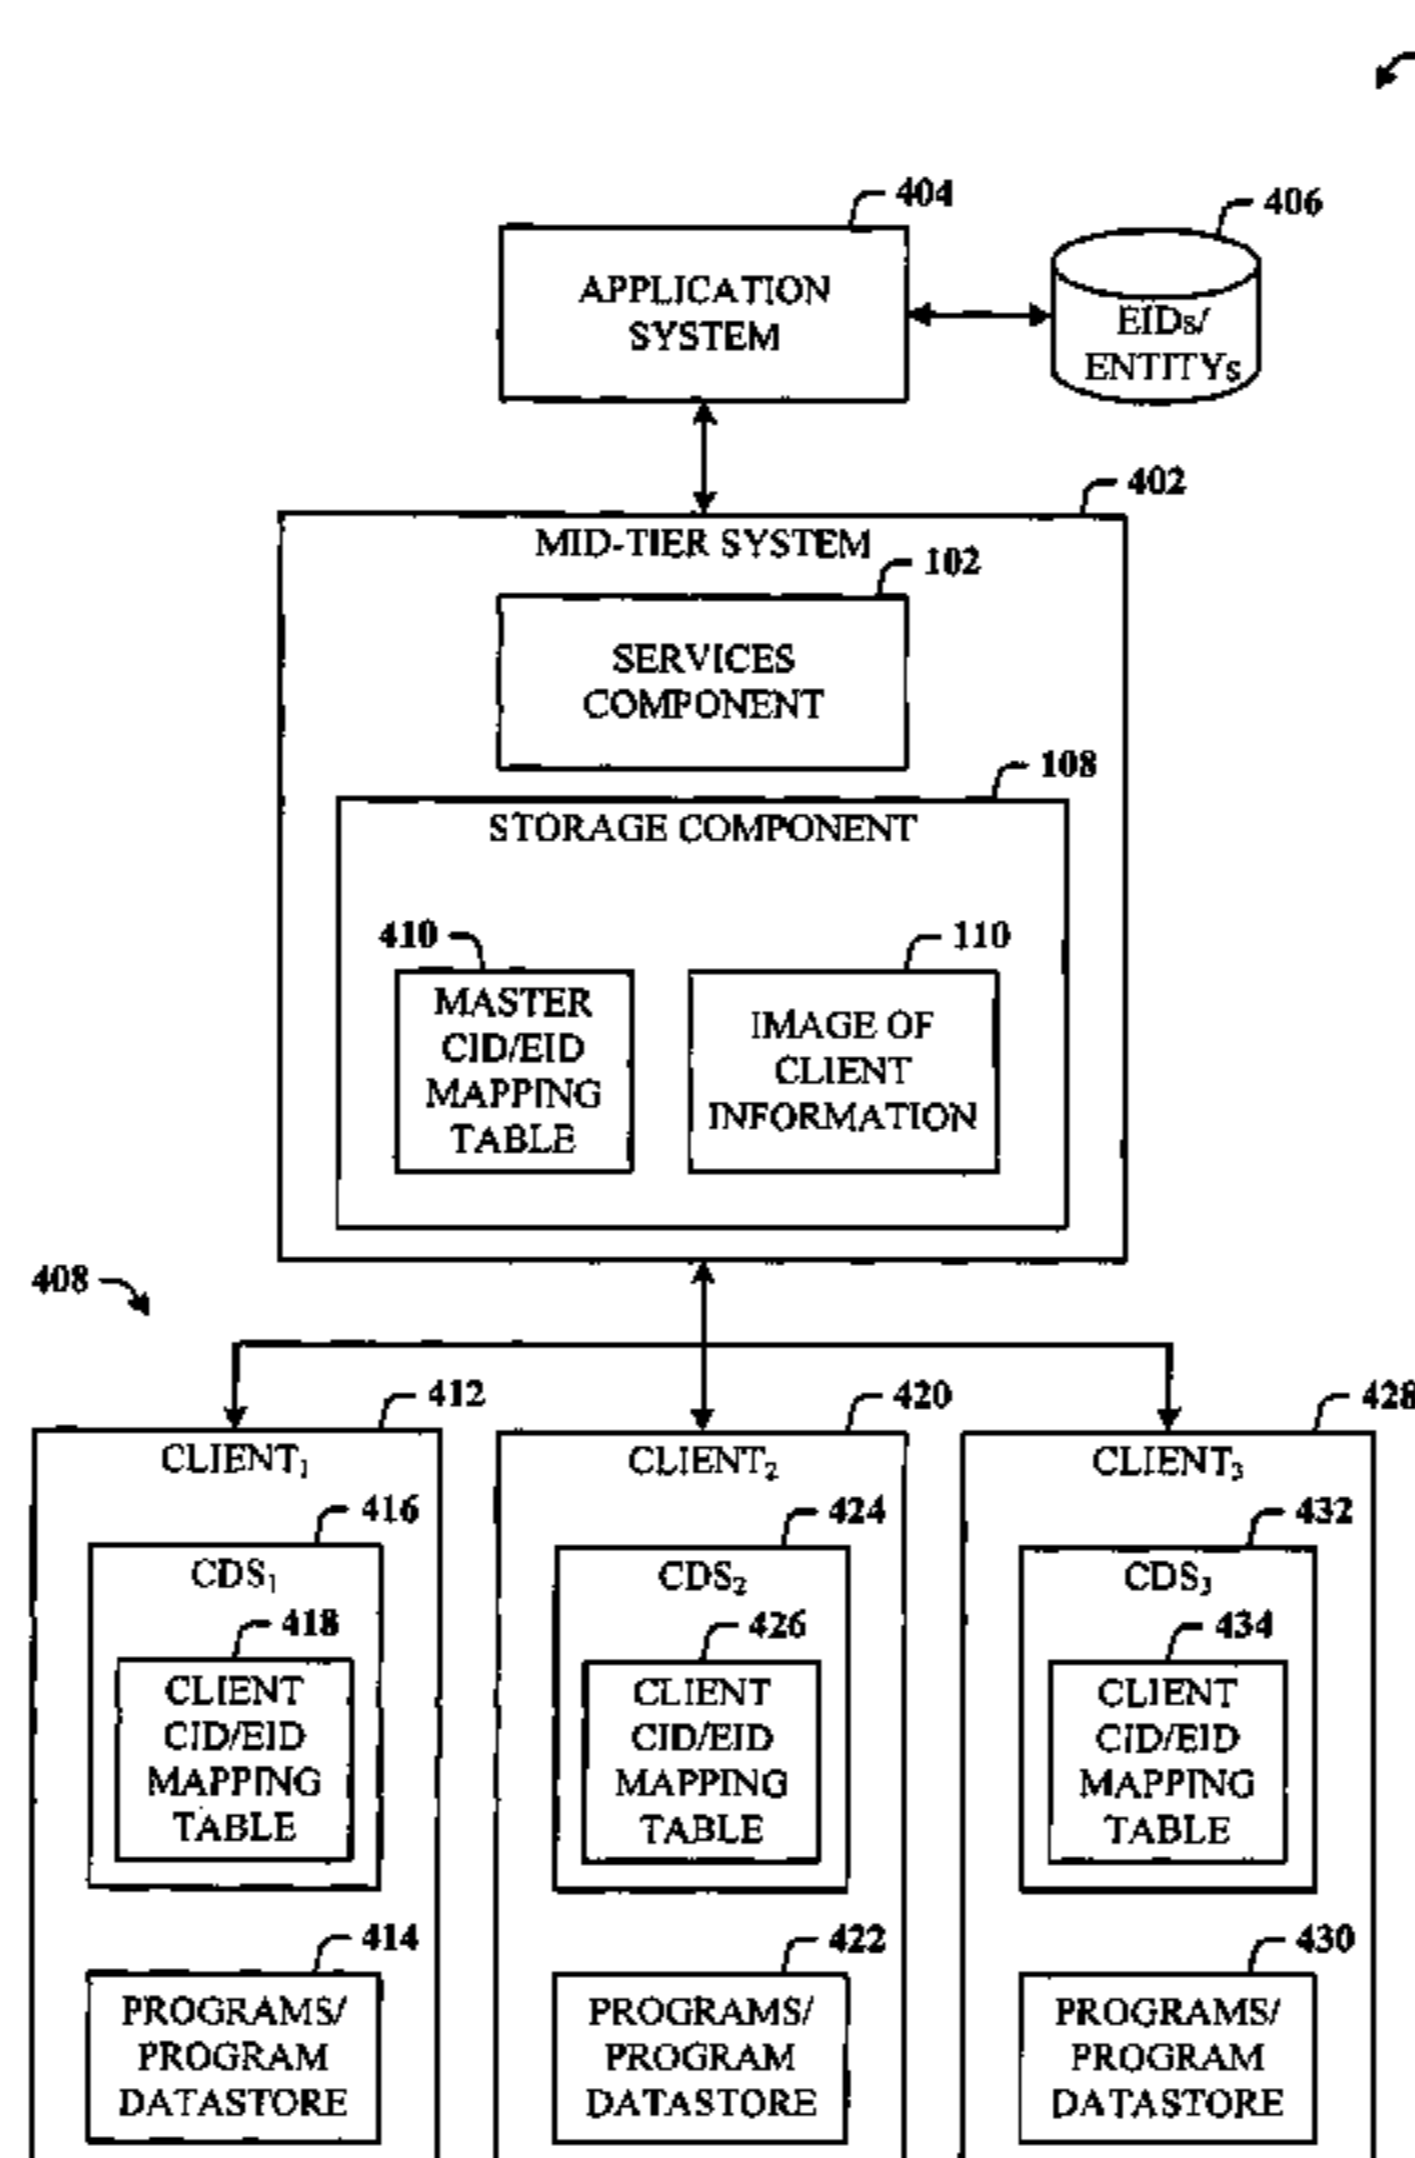 404
406
APPLICATION
SYSTEM
EIDs/
ENTITYs
402
MID-TIER SYSTEM
102
SERVICES
COMPONENT
108
STORAGE COMPONENT
410
110
MASTER
CID/EID
MAPPING
TABLE
IMAGE OF
CLIENT
INFORMATION
408
412
420
428
CLIENT₁
CLIENT₂
CLIENT₃
416
424
432
CDS₁
CDS₂
CDS₃
418
426
434
CLIENT
CID/EID
MAPPING
TABLE
CLIENT
CID/EID
MAPPING
TABLE
CLIENT
CID/EID
MAPPING
TABLE
414
422
430
PROGRAMS/
PROGRAM
DATASTORE
PROGRAMS/
PROGRAM
DATASTORE
PROGRAMS/
PROGRAM
DATASTORE